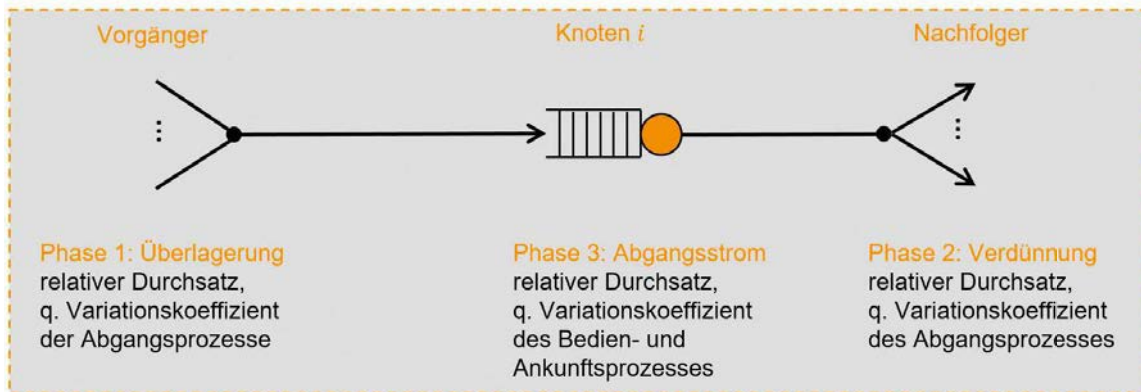 Vorgänger
Knoten i
Nachfolger
Phase 1: Überlagerung
relativer Durchsatz,
q. Variationskoeffizient
der Abgangsprozesse
Phase 3: Abgangsstrom
relativer Durchsatz,
q. Variationskoeffizient
des Bedien- und
Ankunftsprozesses
Phase 2: Verdünnung
relativer Durchsatz,
q. Variationskoeffizient
des Abgangsprozesses